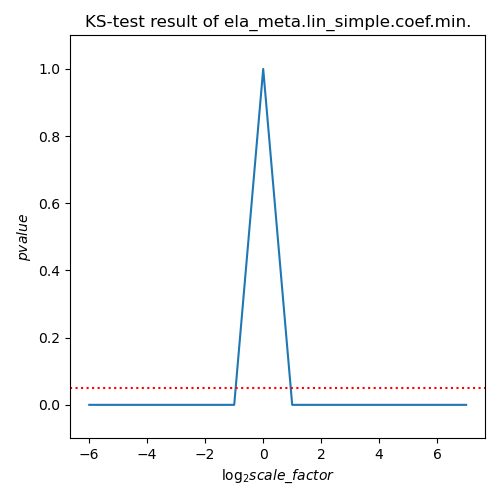 KS-test result of ela_meta.lin_simple.coef.min.
1.0
0.8
0.6
0.4
0.2
0.0
pvalue
−6 −4 −2 0 2 4 6
log₂scale_factor